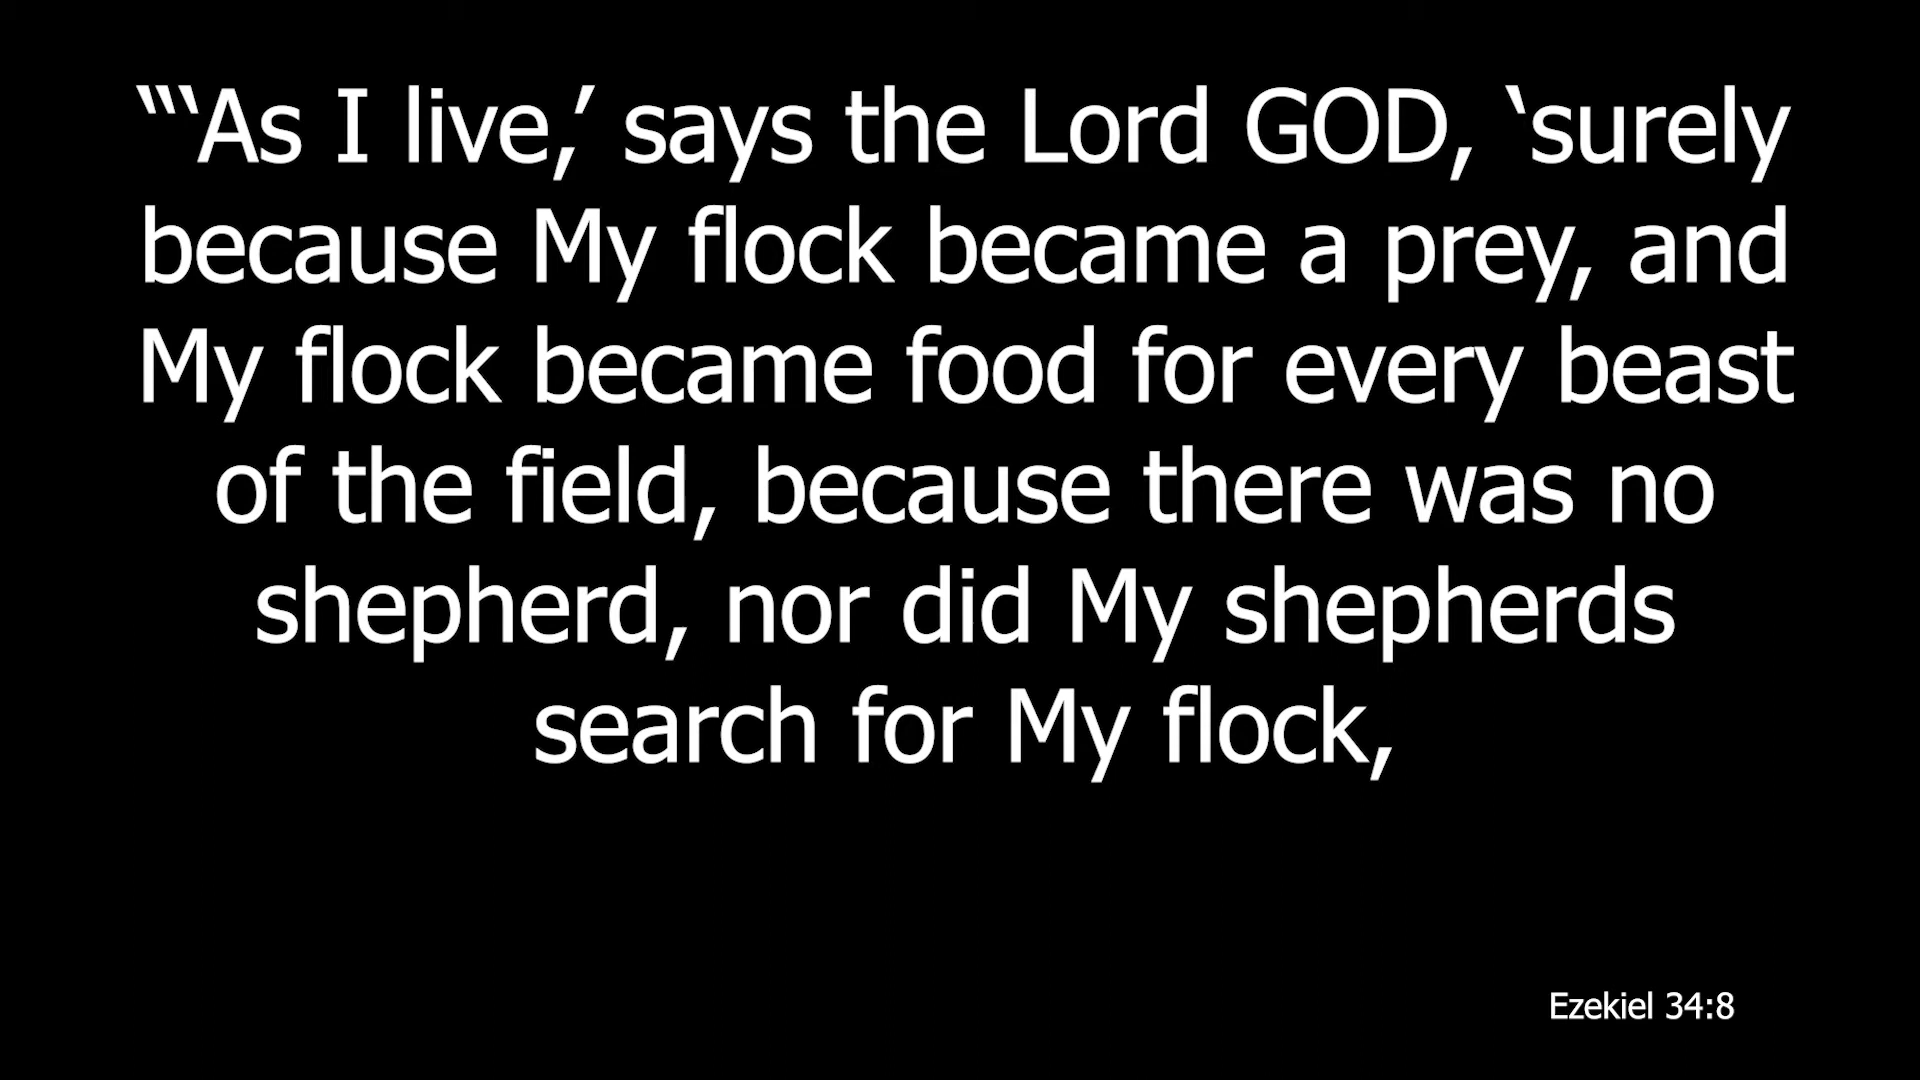 “‘As I live,’ says the Lord GOD, ‘surely
because My flock became a prey, and
My flock became food for every beast
of the field, because there was no
shepherd, nor did My shepherds
search for My flock,
Ezekiel 34:8